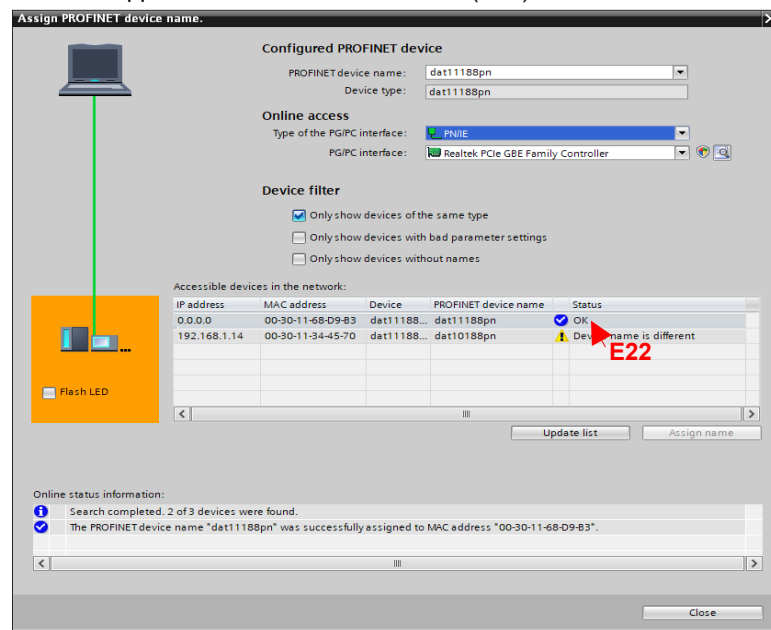 Assign PROFINET device name.
Configured PROFINET device
PROFINET device name: dat11188pn
Device type: dat11188pn
Online access
Type of the PG/PC interface: PN/IE
PG/PC interface: Realtek PCIe GBE Family Controller
Device filter
Only show devices of the same type
Only show devices with bad parameter settings
Only show devices without names
Accessible devices in the network:
IP address MAC address Device PROFINET device name Status
0.0.0.0 00-30-11-68-D9-B3 dat11188... dat11188pn OK
192.168.1.14 00-30-11-34-45-70 dat11188... dat10188pn name is different
E22
Flash LED
Update list Assign name
Online status information:
Search completed. 2 of 3 devices were found.
The PROFINET device name "dat11188pn" was successfully assigned to MAC address "00-30-11-68-D9-B3".
Close